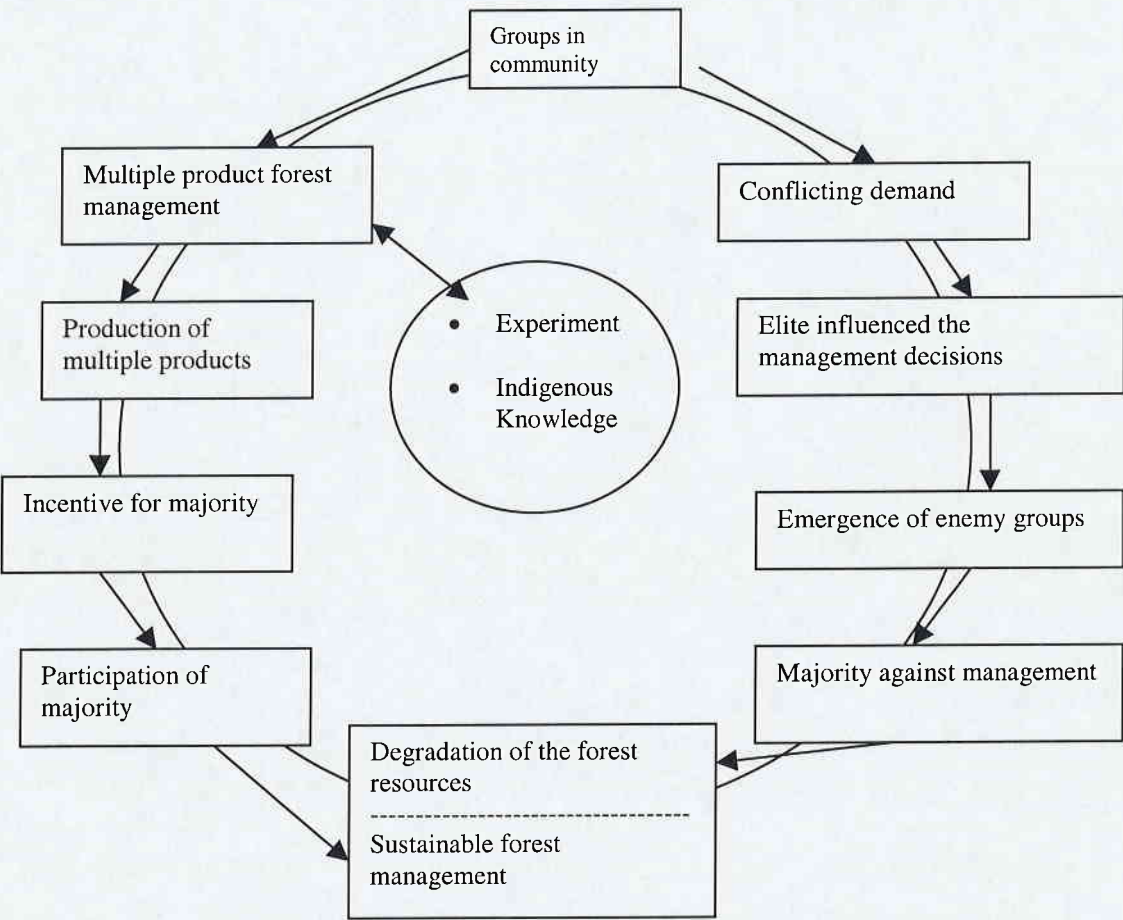 Groups in
community
Multiple product forest
management
Conflicting demand
Experiment
Indigenous
Knowledge
Production of
multiple products
Elite influenced the
management decisions
Incentive for majority
Emergence of enemy groups
Participation of
majority
Majority against management
Degradation of the forest
resources
Sustainable forest
management